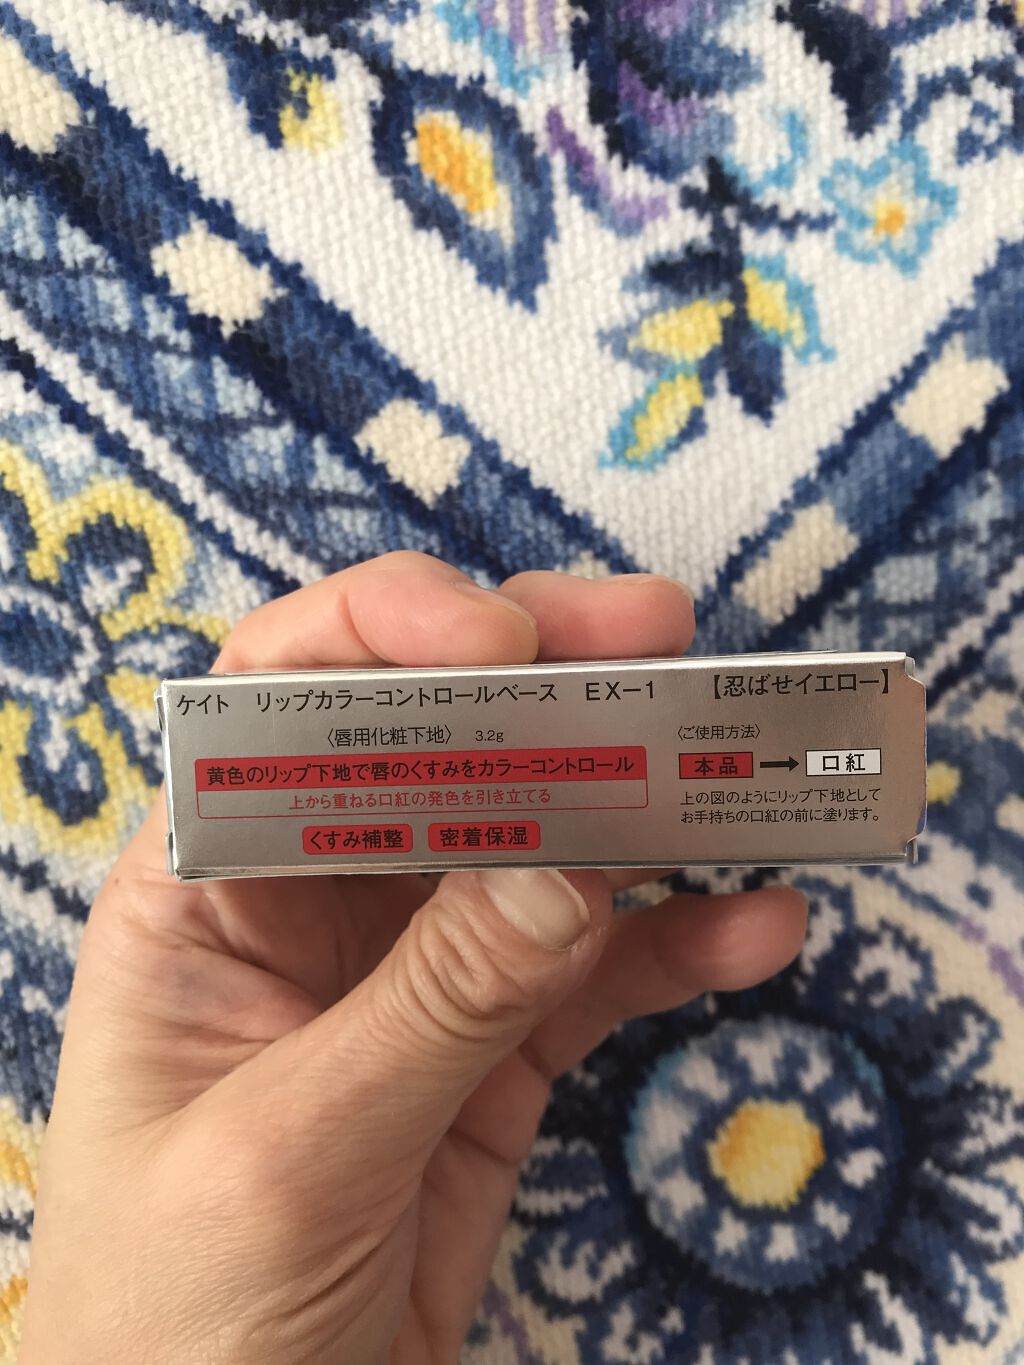 ケイト　リップカラーコントロールベース　EX-1　【忍ばせイエロー】
〈唇用化粧下地〉 3.2g
黄色のリップ下地で唇のくすみをカラーコントロール
上から重ねる口紅の発色を引き立てる
くすみ補整 密着保湿
〈ご使用方法〉
本品 → 口紅
上の図のようにリップ下地として
お手持ちの口紅の前に塗ります。